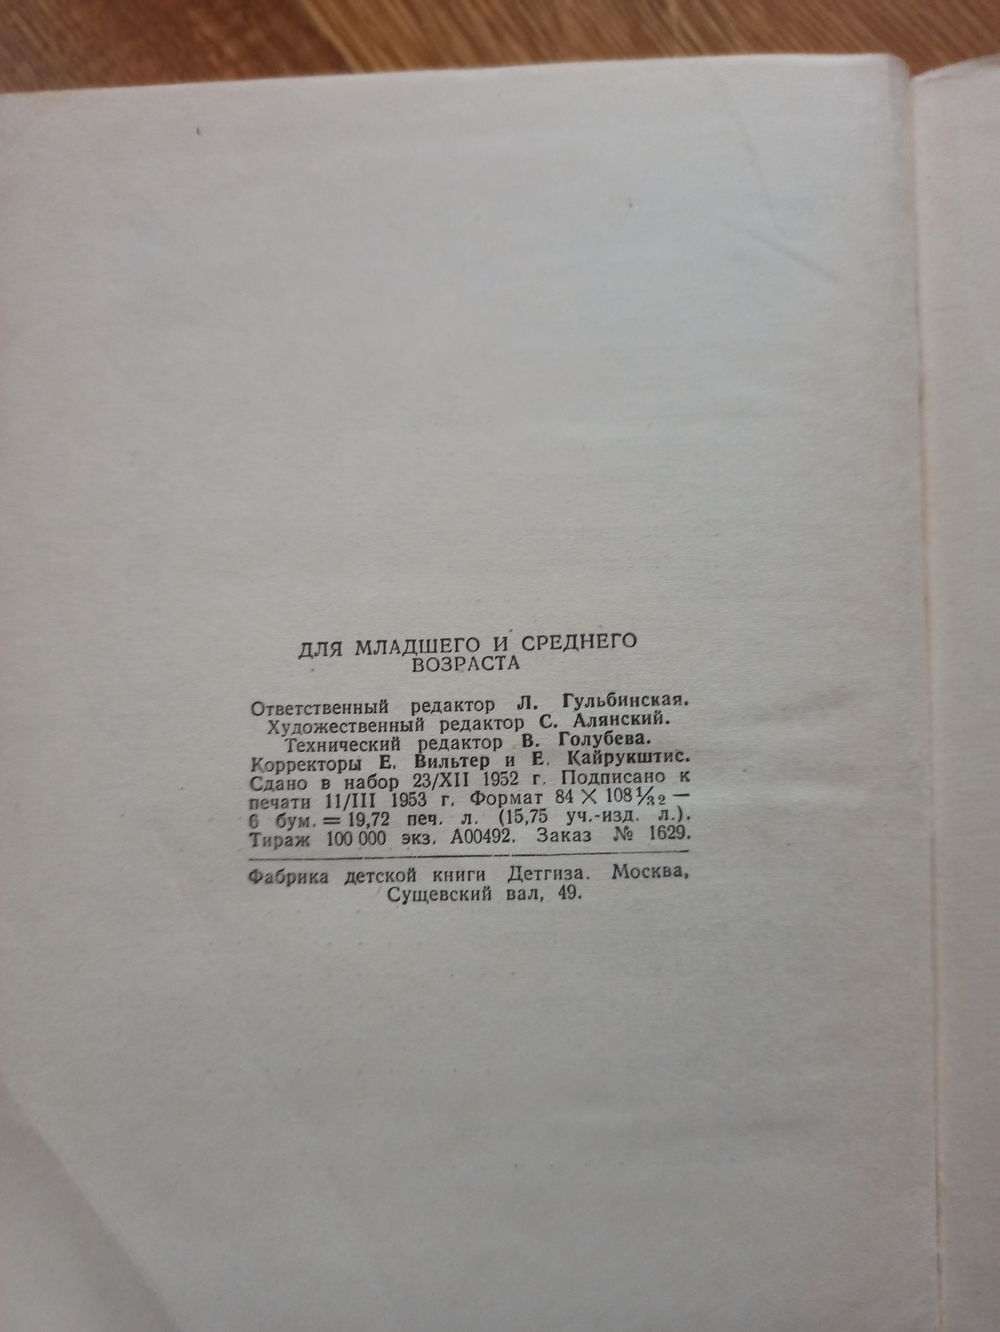 ДЛЯ МЛАДШЕГО И СРЕДНЕГО
ВОЗРАСТА
Ответственный редактор Л. Гульбинская.
Художественный редактор С. Алянский.
Технический редактор В. Голубева.
Корректоры Е. Вильтер и Е. Кайрукштис.
Сдано в набор 23/XII 1952 г. Подписано к
печати 11/III 1953 г. Формат 84 × 108 1/32 —
6 бум. = 19,72 печ. л. (15,75 уч.-изд. л.).
Тираж 100 000 экз. А00492. Заказ № 1629.
Фабрика детской книги Детгиза. Москва,
Сущевский вал, 49.